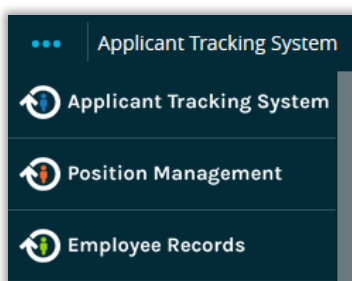 Applicant Tracking System
Applicant Tracking System
Position Management
Employee Records